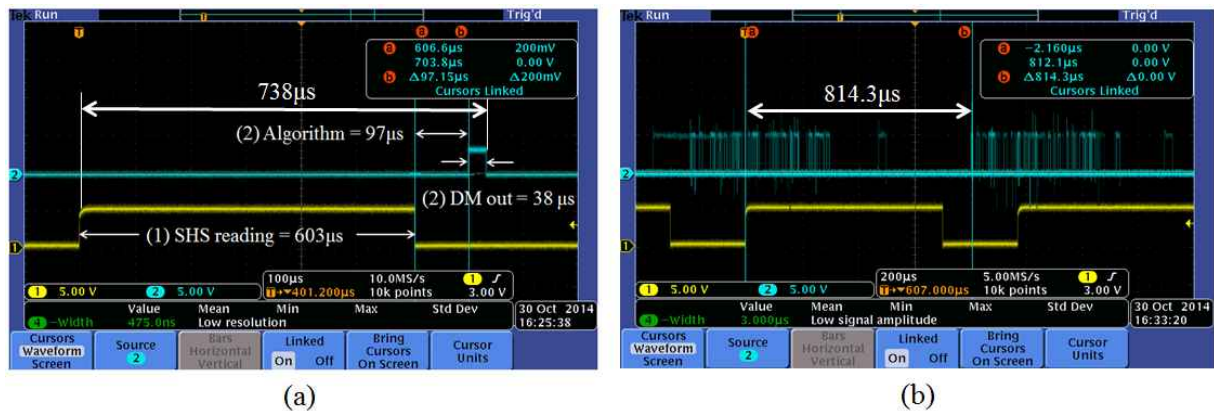 Tek Run Trig'd
T a b
a 606.6µs 200mV
703.8µs 0.00 V
b Δ97.15µs Δ200mV
Cursors Linked
738µs
(2) Algorithm = 97µs
2
(2) DM out = 38 µs
(1) SHS reading = 603µs
1
1 5.00 V 2 5.00 V
100µs 10.0MS/s 1
T→▼401.200µs 10k points 3.00 V
Value Mean Min Max Std Dev
4 -Width 475.0ns Low resolution
30 Oct 2014
16:25:38
Cursors Waveform Screen
Source 2
Bars Horizontal Vertical
Linked On Off
Bring Cursors On Screen
Cursor Units
(a)
Tek Run Trig'd
T a b
a -2.160µs 0.00 V
812.1µs 0.00 V
b Δ814.3µs Δ0.00 V
Cursors Linked
814.3µs
2
1
1 5.00 V 2 5.00 V
200µs 5.00MS/s 1
T→▼607.000µs 10k points 3.00 V
Value Mean Min Max Std Dev
4 -Width 3.000µs Low signal amplitude
30 Oct 2014
16:33:20
Cursors Waveform Screen
Source 2
Bars Horizontal Vertical
Linked On Off
Bring Cursors On Screen
Cursor Units
(b)